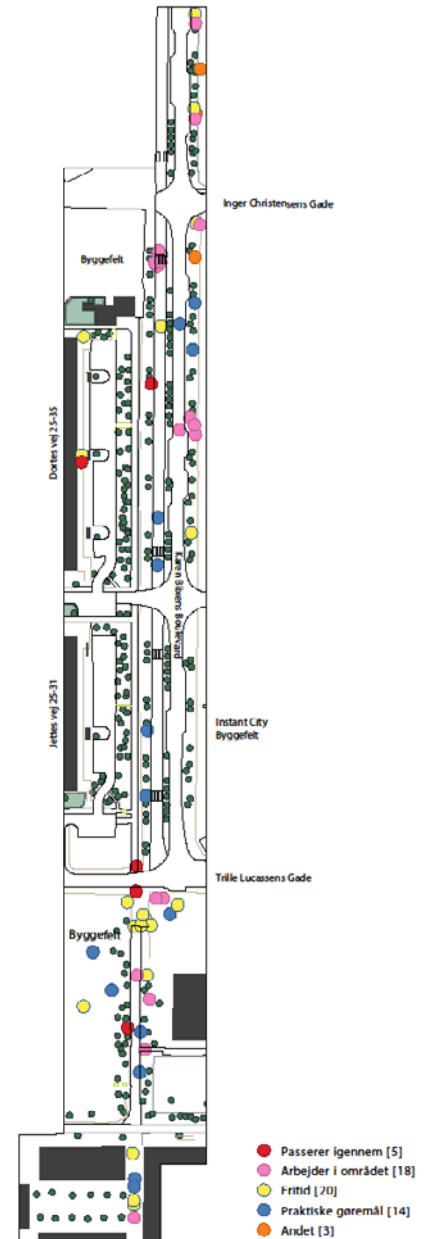 Inger Christensens Gade
Byggefelt
Dortes vej 25-35
Karen Blixens Boulevard
Jettes vej 25-31
Instant City
Byggefelt
Trille Lucassens Gade
Byggefelt
Passerer igennem [5]
Arbejder i området [18]
Fritid [20]
Praktiske gøremål [14]
Andet [3]